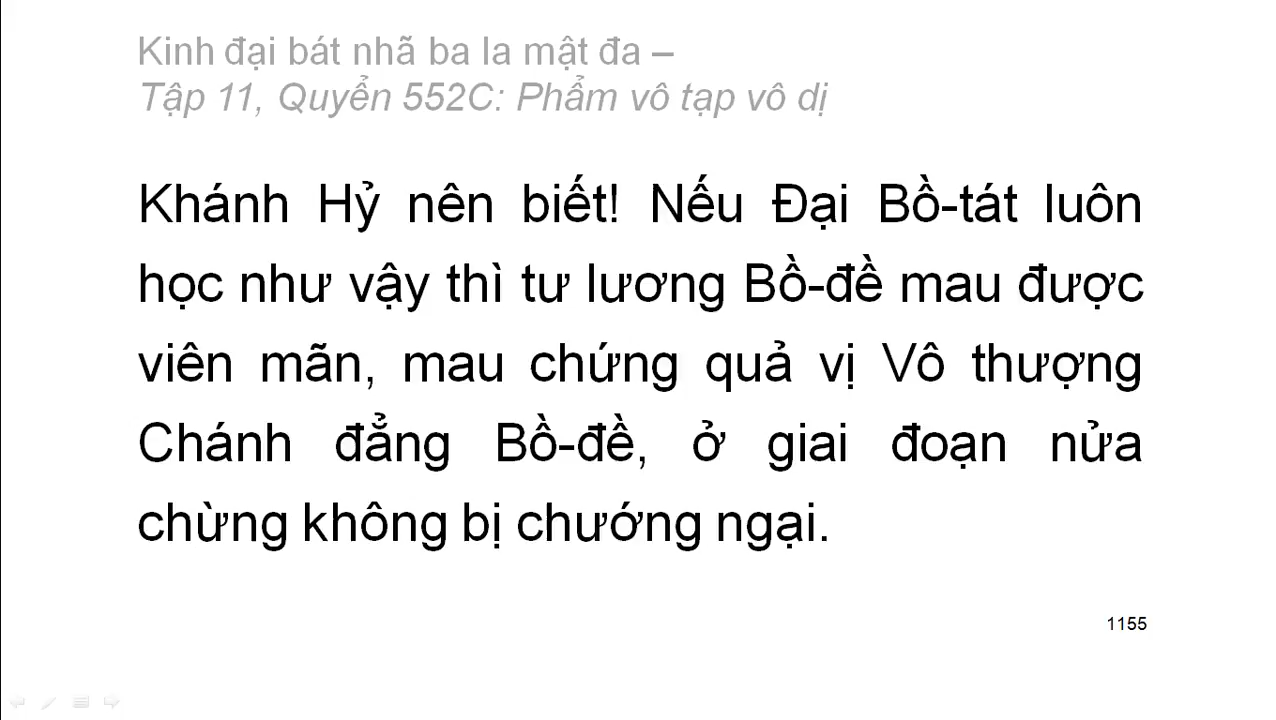 Kinh đại bát nhã ba la mật đa –
Tập 11, Quyển 552C: Phẩm vô tạp vô dị
Khánh Hỷ nên biết! Nếu Đại Bồ-tát luôn
học như vậy thì tư lương Bồ-đề mau được
viên mãn, mau chứng quả vị Vô thượng
Chánh đẳng Bồ-đề, ở giai đoạn nửa
chừng không bị chướng ngại.
1155